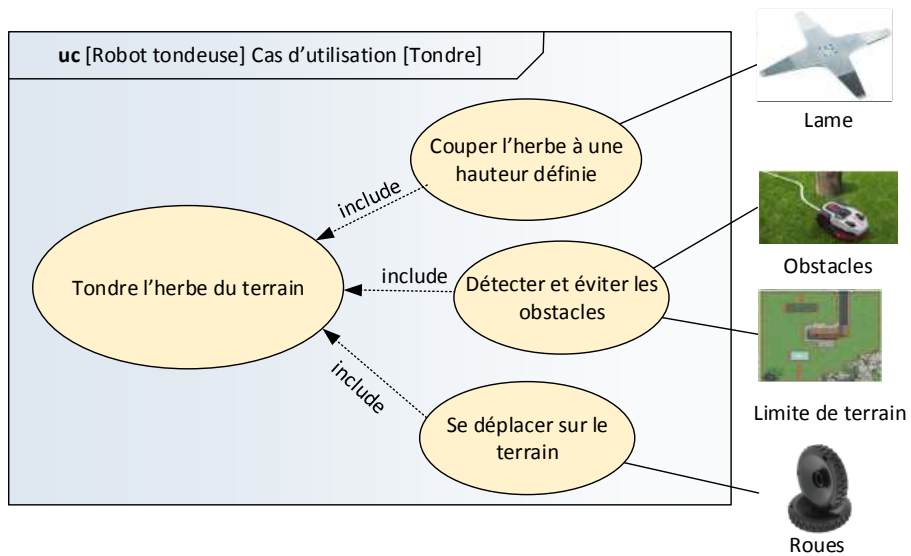 uc [Robot tondeuse] Cas d’utilisation [Tondre]
Couper l’herbe à une
hauteur définie
Lame
include
Tondre l’herbe du terrain
include
Détecter et éviter les
obstacles
Obstacles
include
Se déplacer sur le
terrain
Limite de terrain
Roues